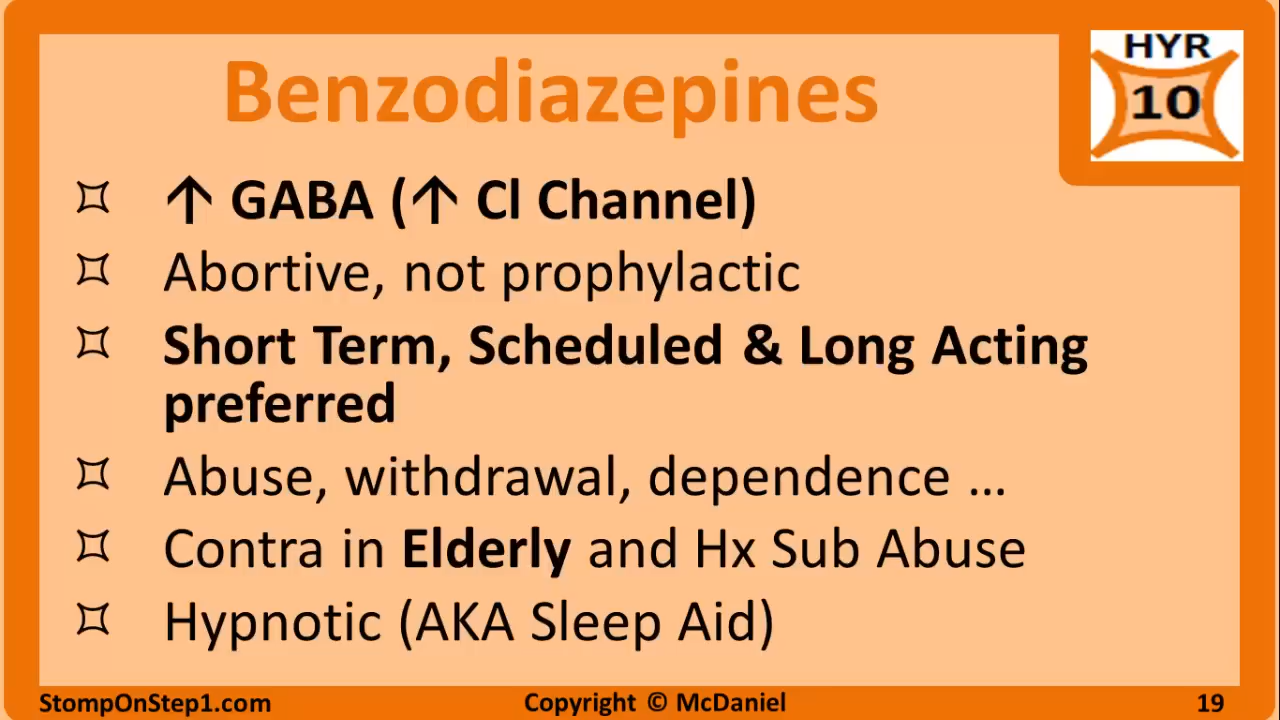 Benzodiazepines
HYR
10
↑ GABA (↑ Cl Channel)
Abortive, not prophylactic
Short Term, Scheduled & Long Acting
preferred
Abuse, withdrawal, dependence ...
Contra in Elderly and Hx Sub Abuse
Hypnotic (AKA Sleep Aid)
StompOnStep1.com
Copyright © McDaniel
19